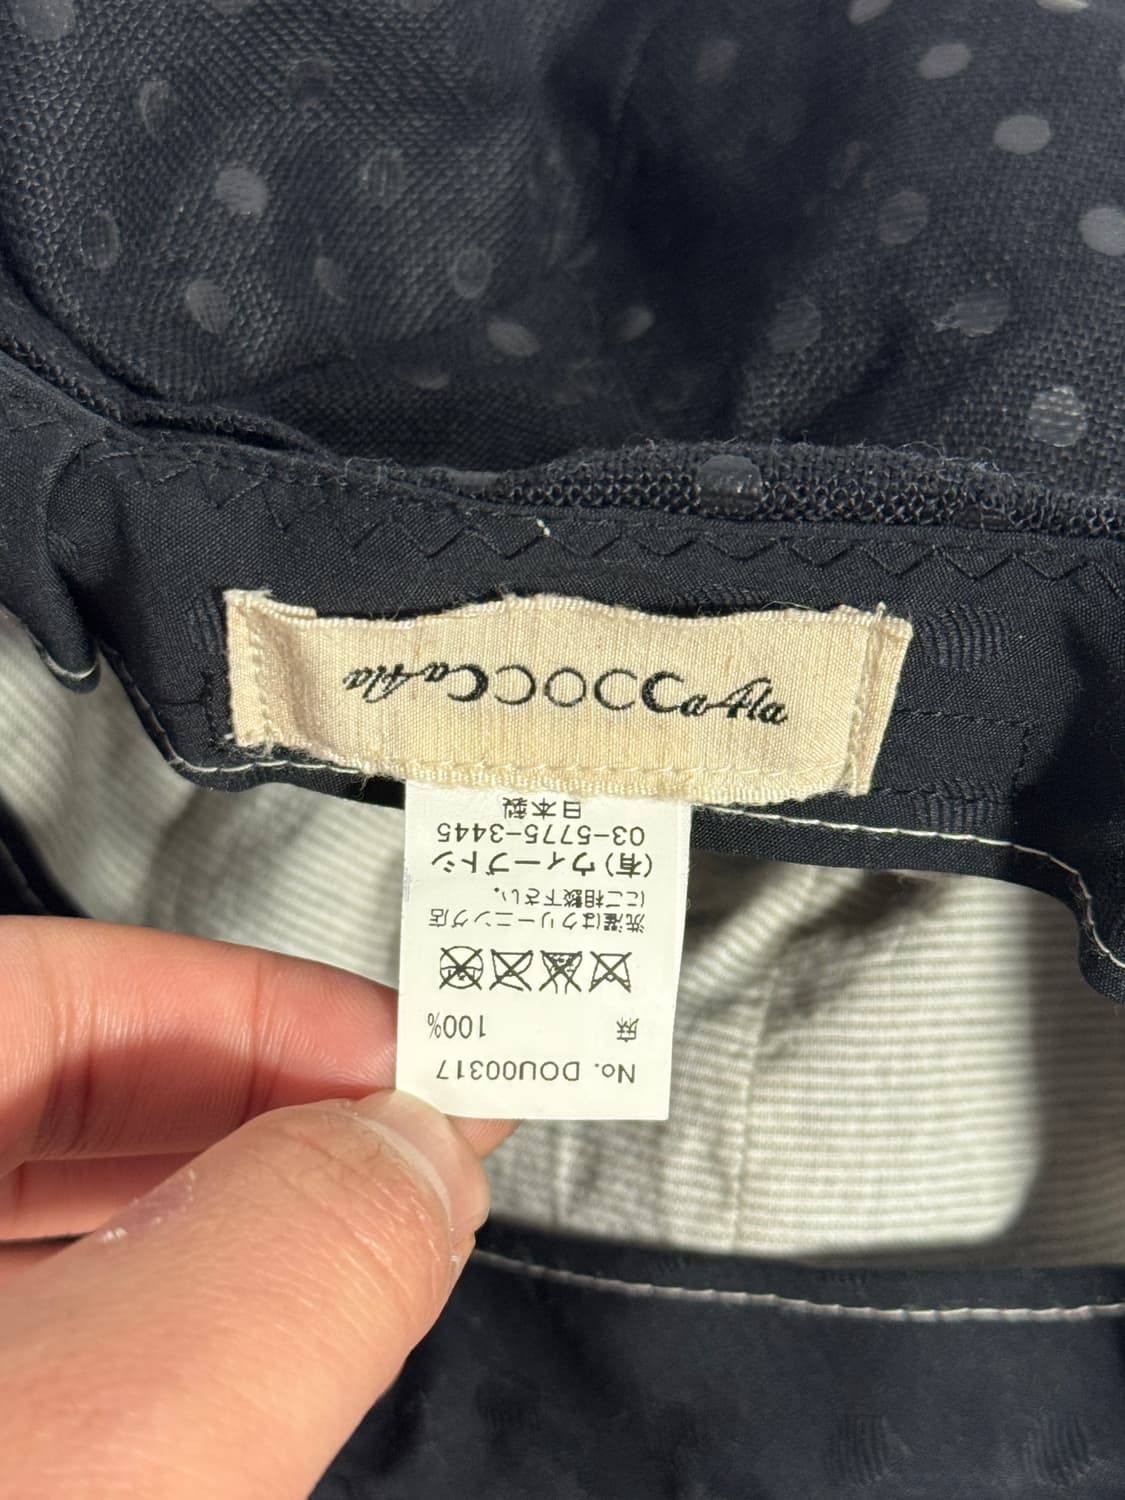 CaAla
No. DOU00317
麻 100%
洗濯はクリーニング店
にご相談下さい。
(有)ウィーブトシ
03-5775-3445
日本製